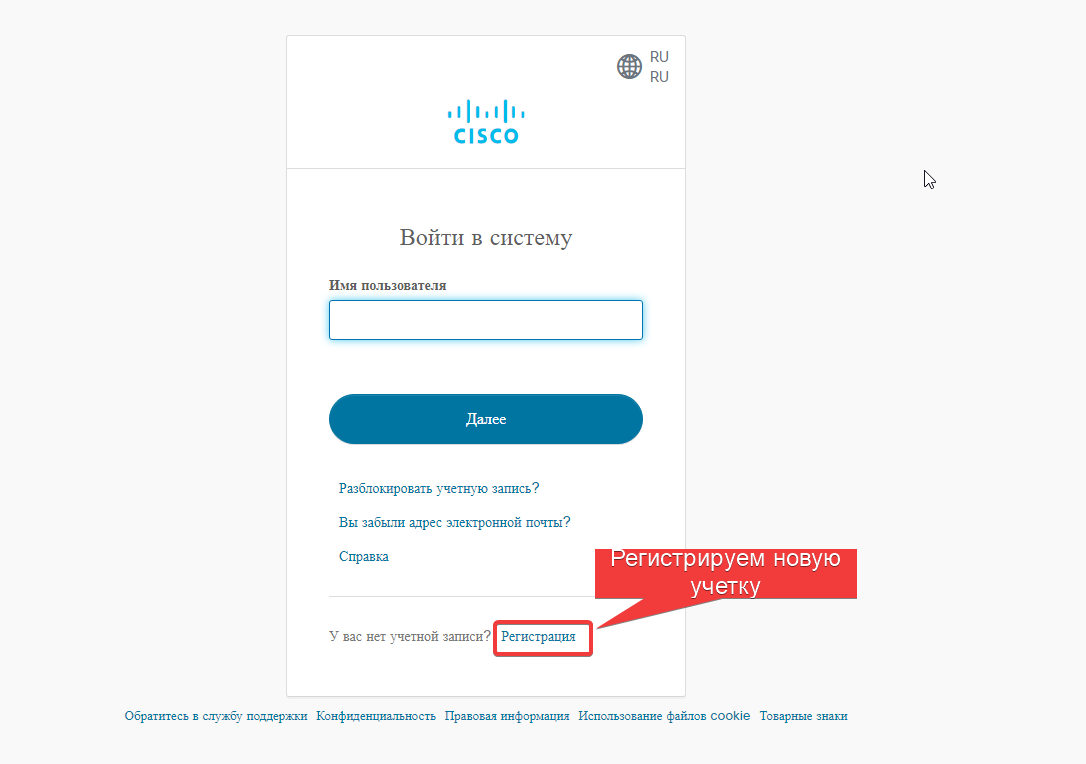 RU
RU
CISCO
Войти в систему
Имя пользователя
Далее
Разблокировать учетную запись?
Вы забыли адрес электронной почты?
Справка
Регистрируем новую
учетку
У вас нет учетной записи? Регистрация
Обратитесь в службу поддержки Конфиденциальность Правовая информация Использование файлов cookie Товарные знаки